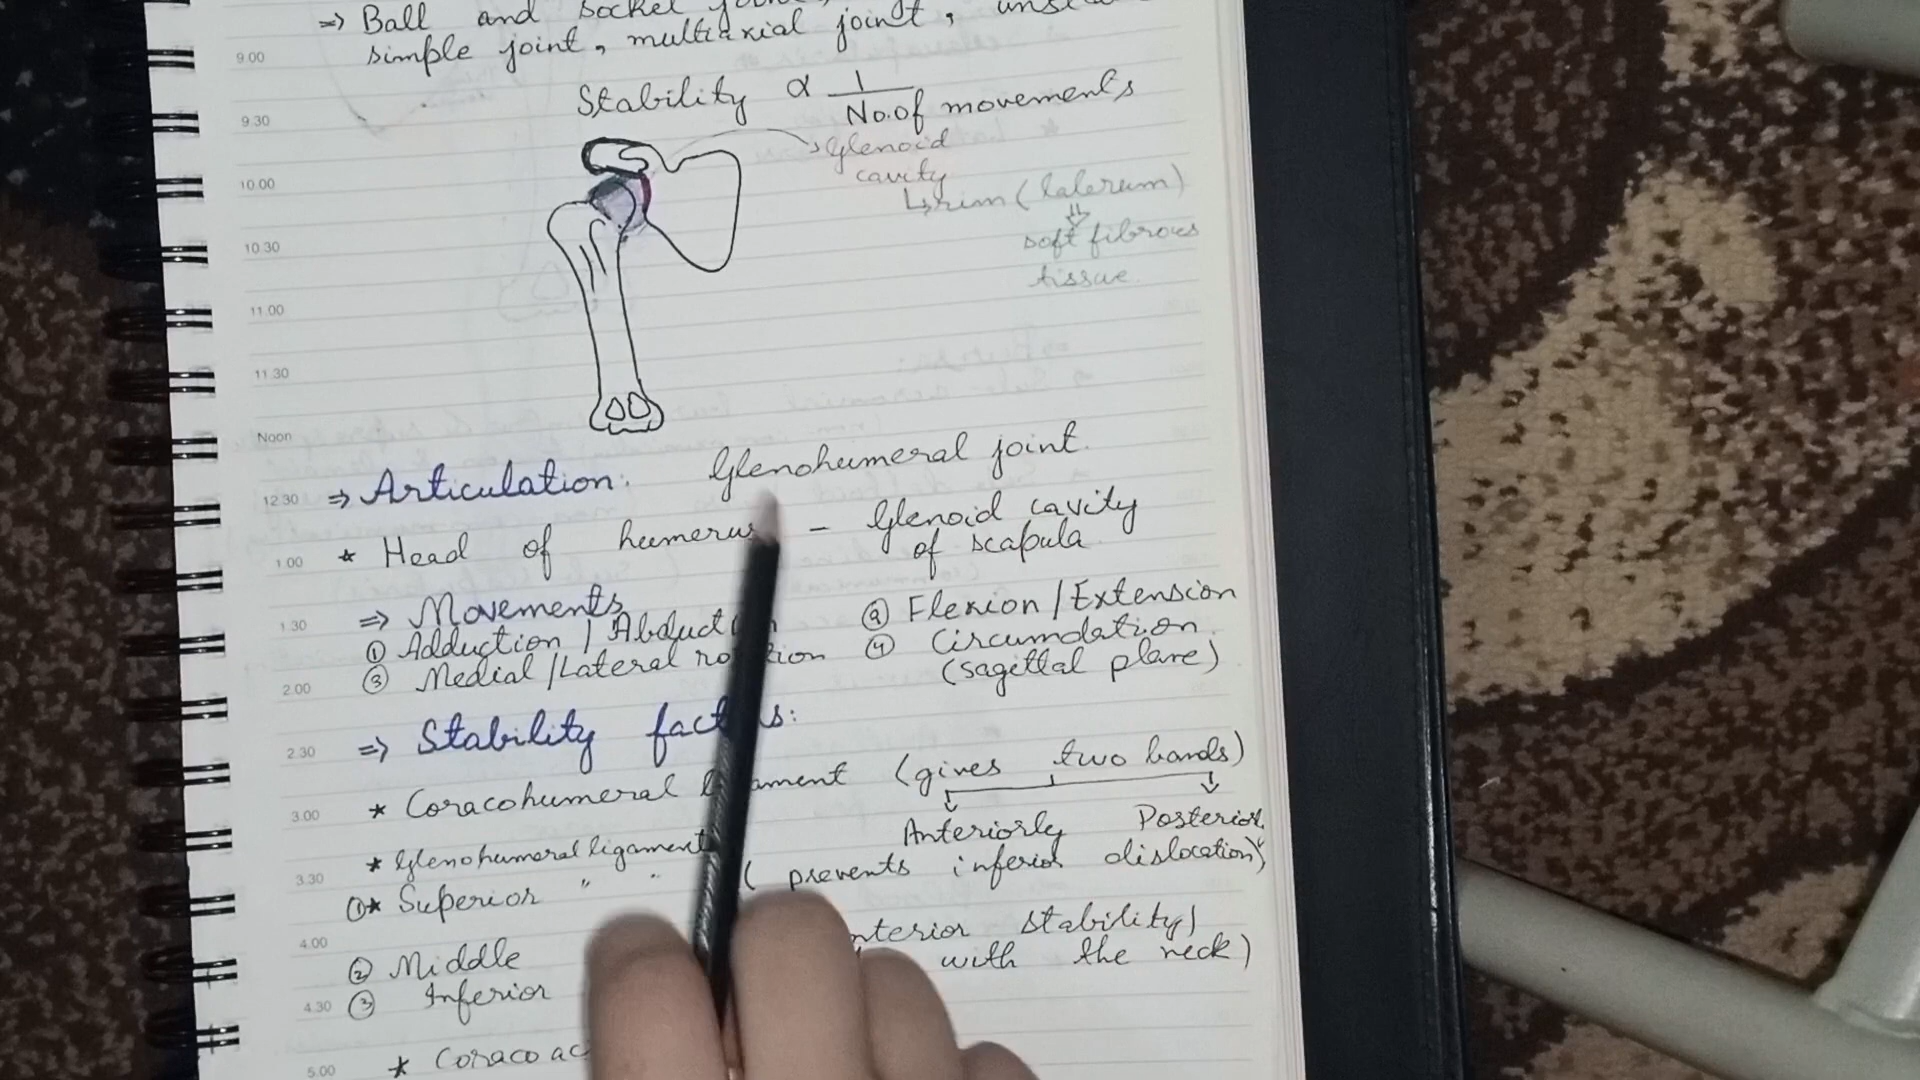 ⇒ Ball and socket
simple joint, multiaxial joint,
9.00
Stability ∝ 1 / No. of movements
9.30
Glenoid
cavity
10.00
↳ rim (laberum)
⇓
soft fibrous
tissue
10.30
11.00
11.30
Noon
⇒ Articulation: Glenohumeral joint.
12.30
* Head of humerus - Glenoid cavity
of scapula
1.00
⇒ Movements
1.30
① Adduction / Abduction
② Flexion / Extension
③ Medial / Lateral rotation
④ Circumdation
(sagettal plane)
2.00
⇒ Stability factors:
2.30
* Coracohumeral ligament (gives two bands)
3.00
Anteriorly Posterior
* Glenohumeral ligament
3.30
①* Superior " " (prevents inferior dislocation)
4.00
② Middle stability)
③ Inferior with the neck)
4.30
* Coraco
5.00